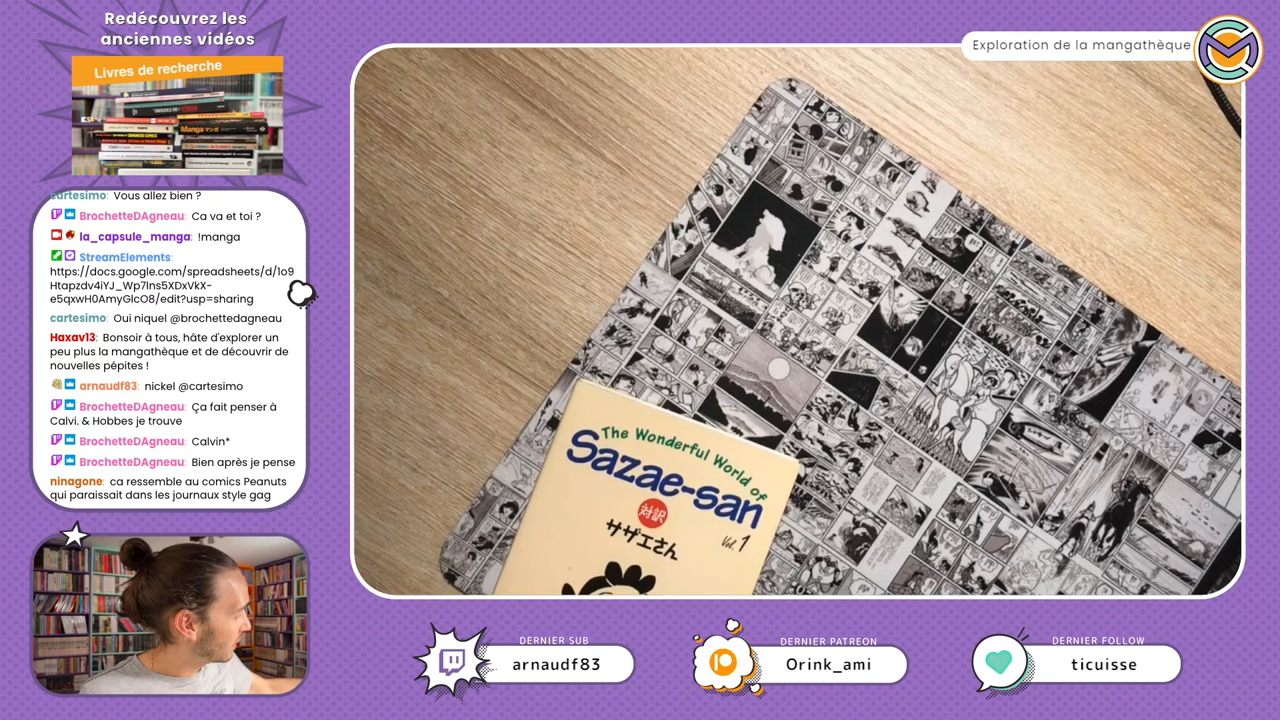 Redécouvrez les
anciennes vidéos
Livres de recherche
Manga マンガ
cartesimo: Vous allez bien ?
BrochetteDAgneau: Ca va et toi ?
la_capsule_manga: !manga
StreamElements:
https://docs.google.com/spreadsheets/d/1o9
Htapzdv4iYJ_Wp7lns5XDxVkX-
e5qxwH0AmyGlcO8/edit?usp=sharing
cartesimo: Oui niquel @brochettedagneau
Haxav13: Bonsoir à tous, hâte d'explorer un
peu plus la mangathèque et de découvrir de
nouvelles pépites !
arnaudf83: nickel @cartesimo
BrochetteDAgneau: Ça fait penser à
Calvi. & Hobbes je trouve
BrochetteDAgneau: Calvin*
BrochetteDAgneau: Bien après je pense
ninagone: ca ressemble au comics Peanuts
qui paraissait dans les journaux style gag
Exploration de la mangathèque
The Wonderful World of
Sazae-san
対訳
サザエさん
Vol. 1
DERNIER SUB
arnaudf83
DERNIER PATREON
Orink_ami
DERNIER FOLLOW
ticuisse